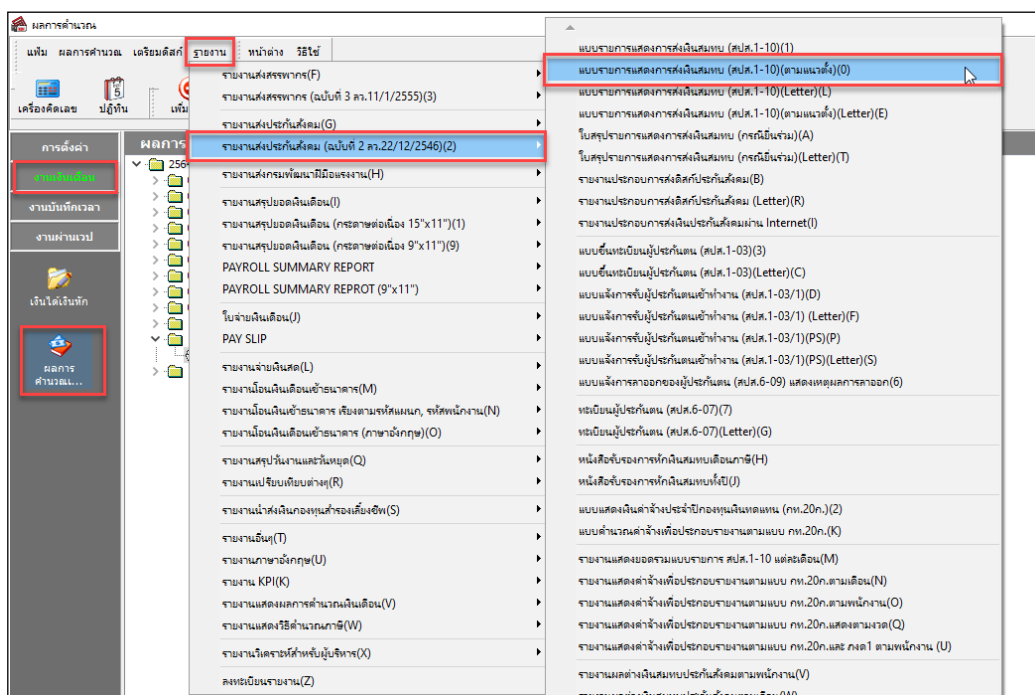 ผลการคำนวณ
แฟ้ม ผลการคำนวณ เตรียมดิสก์ รายงาน หน้าต่าง วิธีใช้
เครื่องคิดเลข ปฏิทิน เพิ่ม
การตั้งค่า
งานเงินเดือน
งานบันทึกเวลา
งานผ่านเวป
เงินได้เงินหัก
ผลการ
คำนวณเ...
ผลการ
256
รายงานส่งสรรพากร(F)
รายงานส่งสรรพากร (ฉบับที่ 3 ลว.11/1/2555)(3)
รายงานส่งประกันสังคม(G)
รายงานส่งประกันสังคม (ฉบับที่ 2 ลว.22/12/2546)(2)
รายงานส่งกรมพัฒนาฝีมือแรงงาน(H)
รายงานสรุปยอดเงินเดือน(I)
รายงานสรุปยอดเงินเดือน (กระดาษต่อเนื่อง 15"x11")(1)
รายงานสรุปยอดเงินเดือน (กระดาษต่อเนื่อง 9"x11")(9)
PAYROLL SUMMARY REPORT
PAYROLL SUMMARY REPROT (9"x11")
ใบจ่ายเงินเดือน(J)
PAY SLIP
รายงานจ่ายเงินสด(L)
รายงานโอนเงินเดือนเข้าธนาคาร(M)
รายงานโอนเงินเข้าธนาคาร เรียงตามรหัสแผนก, รหัสพนักงาน(N)
รายงานโอนเงินเดือนเข้าธนาคาร (ภาษาอังกฤษ)(O)
รายงานสรุปวันงานและวันหยุด(Q)
รายงานเปรียบเทียบต่างๆ(R)
รายงานนำส่งเงินกองทุนสำรองเลี้ยงชีพ(S)
รายงานอื่นๆ(T)
รายงานภาษาอังกฤษ(U)
รายงาน KPI(K)
รายงานแสดงผลการคำนวณเงินเดือน(V)
รายงานแสดงวิธีคำนวณภาษี(W)
รายงานวิเคราะห์สำหรับผู้บริหาร(X)
ลงทะเบียนรายงาน(Z)
แบบรายการแสดงการส่งเงินสมทบ (สปส.1-10)(1)
แบบรายการแสดงการส่งเงินสมทบ (สปส.1-10)(ตามแนวตั้ง)(0)
แบบรายการแสดงการส่งเงินสมทบ (สปส.1-10)(Letter)(L)
แบบรายการแสดงการส่งเงินสมทบ (สปส.1-10)(ตามแนวตั้ง)(Letter)(E)
ใบสรุปรายการแสดงการส่งเงินสมทบ (กรณียื่นร่วม)(A)
ใบสรุปรายการแสดงการส่งเงินสมทบ (กรณียื่นร่วม)(Letter)(T)
รายงานประกอบการส่งดิสก์ประกันสังคม(B)
รายงานประกอบการส่งดิสก์ประกันสังคม (Letter)(R)
รายงานประกอบการส่งเงินประกันสังคมผ่าน Internet(I)
แบบขึ้นทะเบียนผู้ประกันตน (สปส.1-03)(3)
แบบขึ้นทะเบียนผู้ประกันตน (สปส.1-03)(Letter)(C)
แบบแจ้งการรับผู้ประกันตนเข้าทำงาน (สปส.1-03/1)(D)
แบบแจ้งการรับผู้ประกันตนเข้าทำงาน (สปส.1-03/1) (Letter)(F)
แบบแจ้งการรับผู้ประกันตนเข้าทำงาน (สปส.1-03/1)(PS)(P)
แบบแจ้งการรับผู้ประกันตนเข้าทำงาน (สปส.1-03/1)(PS)(Letter)(S)
แบบแจ้งการลาออกของผู้ประกันตน (สปส.6-09) แสดงเหตุผลการลาออก(6)
ทะเบียนผู้ประกันตน (สปส.6-07)(7)
ทะเบียนผู้ประกันตน (สปส.6-07)(Letter)(G)
หนังสือรับรองการหักเงินสมทบเดือนภาษี(H)
หนังสือรับรองการหักเงินสมทบทั้งปี(J)
แบบแสดงเงินค่าจ้างประจำปีกองทุนเงินทดแทน (กท.20ก.)(2)
แบบคำนวณค่าจ้างเพื่อประกอบรายงานตามแบบ กท.20ก.(K)
รายงานแสดงยอดรวมแบบรายการ สปส.1-10 แต่ละเดือน(M)
รายงานแสดงค่าจ้างเพื่อประกอบรายงานตามแบบ กท.20ก.ตามเดือน(N)
รายงานแสดงค่าจ้างเพื่อประกอบรายงานตามแบบ กท.20ก.ตามพนักงาน(O)
รายงานแสดงค่าจ้างเพื่อประกอบรายงานตามแบบ กท.20ก.แสดงตามงวด(Q)
รายงานแสดงค่าจ้างเพื่อประกอบรายงานตามแบบ กท.20ก.และ ภงด1 ตามพนักงาน (U)
รายงานผลต่างเงินสมทบประกันสังคมตามพนักงาน(V)
รายงานผลต่างเงินสมทบประกันสังคมตามเดือน(W)